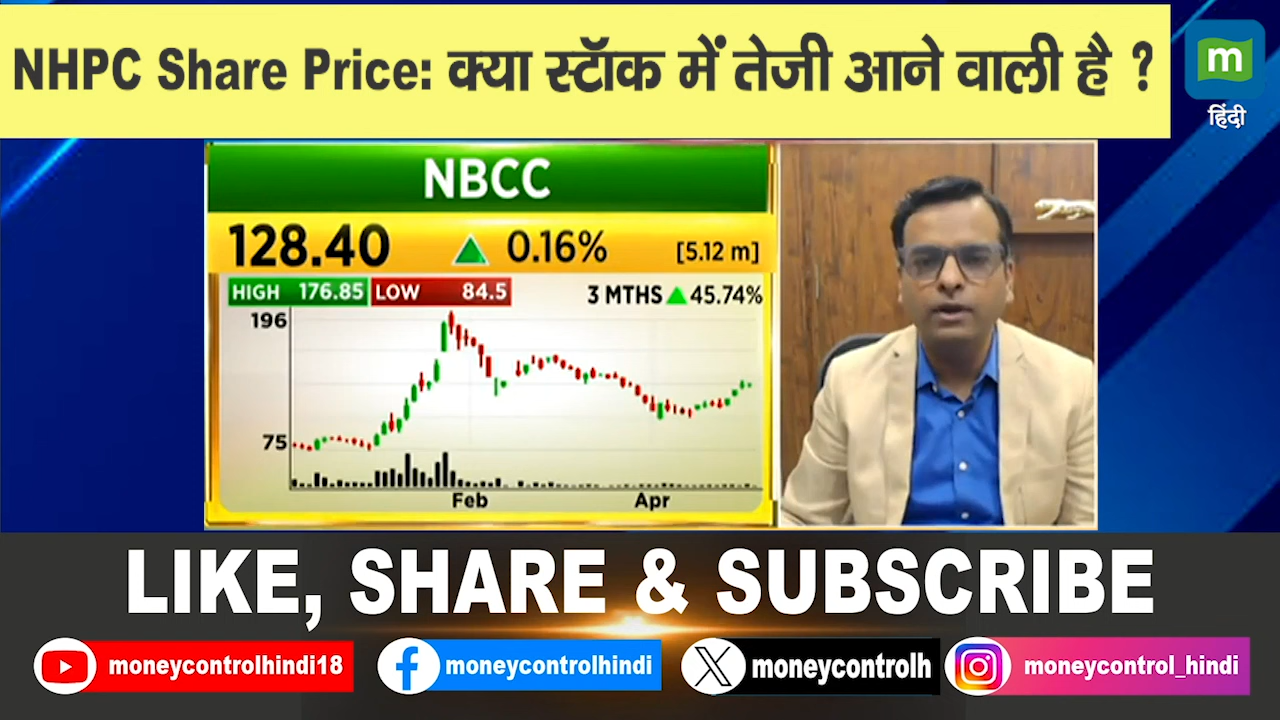 NHPC Share Price: क्या स्टॉक में तेजी आने वाली है ?
m
हिंदी
NBCC
128.40 ▲ 0.16% [5.12 m]
HIGH 176.85 LOW 84.5 3 MTHS ▲ 45.74%
196
75
Feb Apr
LIKE, SHARE & SUBSCRIBE
moneycontrolhindi18 moneycontrolhindi moneycontrolh moneycontrol_hindi